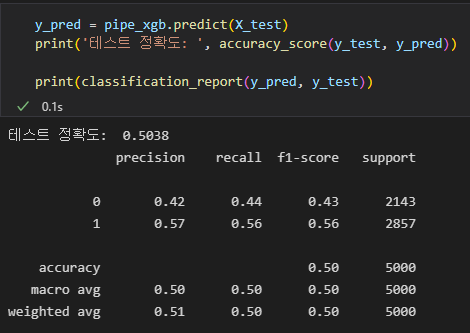 y_pred = pipe_xgb.predict(X_test)
print('테스트 정확도: ', accuracy_score(y_test, y_pred))
print(classification_report(y_pred, y_test))
0.1s
테스트 정확도:  0.5038
precision    recall  f1-score   support
0       0.42      0.44      0.43      2143
1       0.57      0.56      0.56      2857
accuracy                           0.50      5000
macro avg       0.50      0.50      0.50      5000
weighted avg       0.51      0.50      0.50      5000